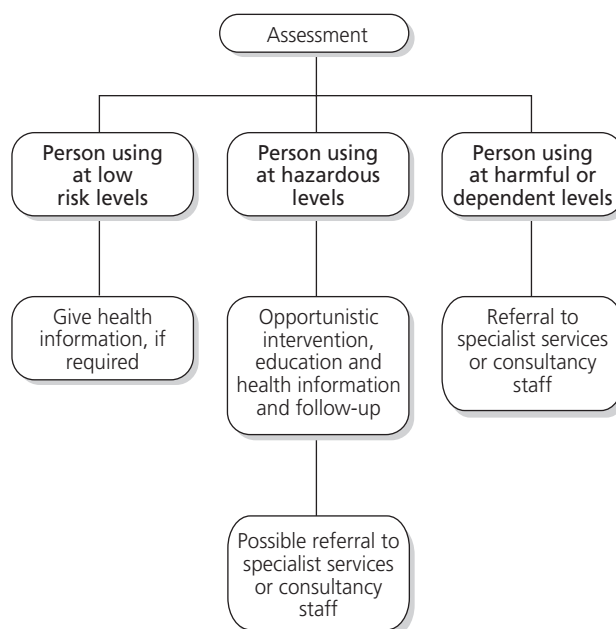 Assessment
Person using
at low
risk levels
Person using
at hazardous
levels
Person using
at harmful or
dependent levels
Give health
information, if
required
Opportunistic
intervention,
education and
health information
and follow-up
Referral to
specialist services
or consultancy
staff
Possible referral to
specialist services
or consultancy
staff